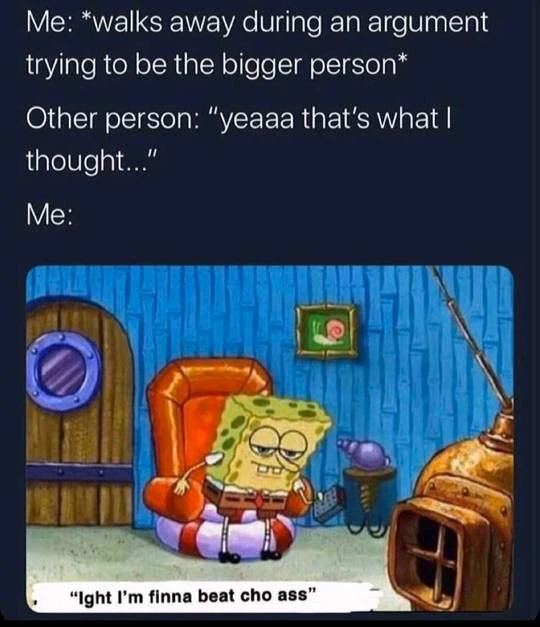 Me: *walks away during an argument
trying to be the bigger person*
Other person: "yeaaa that's what I
thought..."
Me:
"Ight I'm finna beat cho ass"